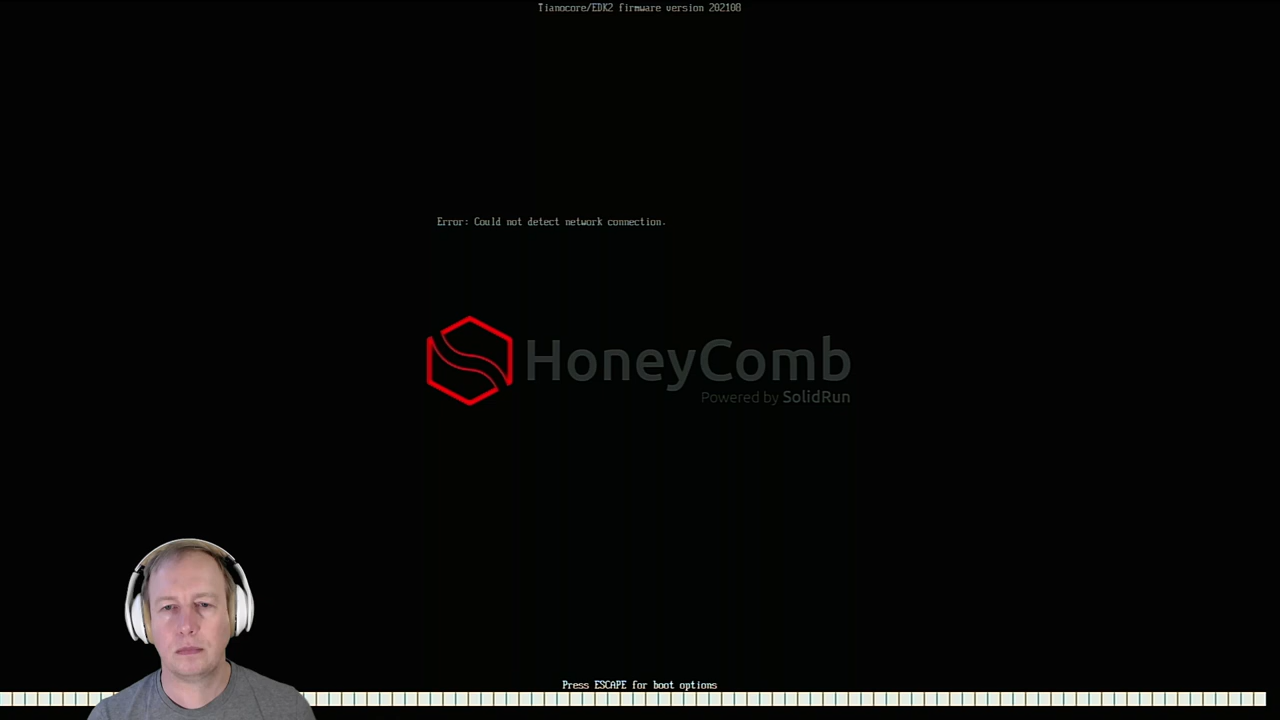 Tianocore/EDK2 firmware version 202108
Error: Could not detect network connection.
HoneyComb
Powered by SolidRun
Press ESCAPE for boot options